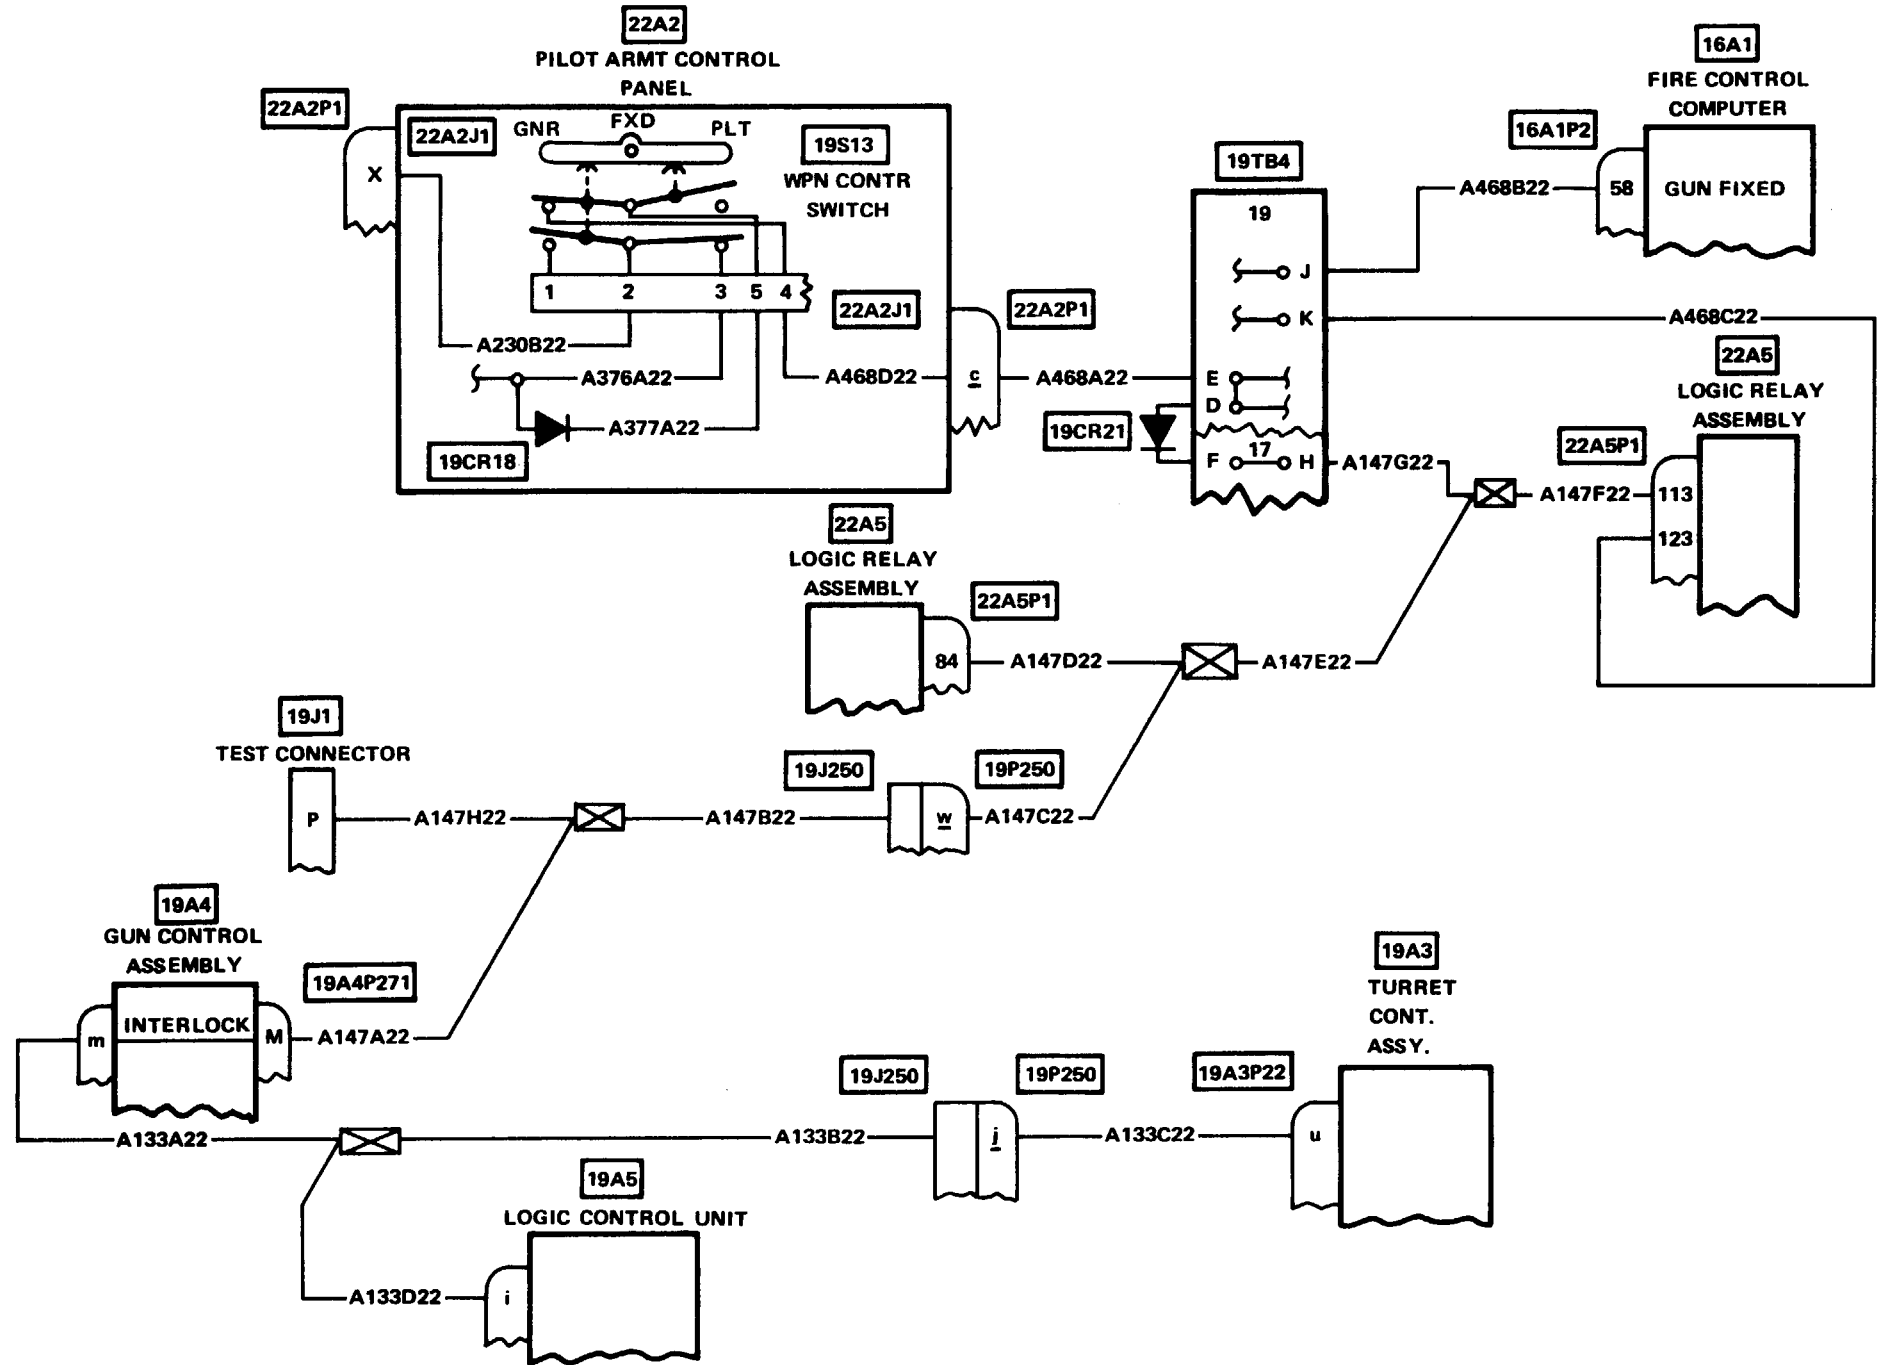 22A2
PILOT ARMT CONTROL
PANEL
22A2P1
X
22A2J1
GNR
FXD
PLT
19S13
WPN CONTR
SWITCH
1
2
3
5
4
A230B22
A376A22
A377A22
19CR18
22A2J1
A468D22
c
22A2P1
A468A22
19TB4
19
J
K
E
D
19CR21
F
17
H
A468B22
16A1
FIRE CONTROL
COMPUTER
16A1P2
58
GUN FIXED
A468C22
22A5
LOGIC RELAY
ASSEMBLY
22A5P1
A147G22
A147F22
113
123
22A5
LOGIC RELAY
ASSEMBLY
22A5P1
84
A147D22
A147E22
19J1
TEST CONNECTOR
P
A147H22
A147B22
19J250
19P250
w
A147C22
19A4
GUN CONTROL
ASSEMBLY
19A4P271
m
INTERLOCK
M
A147A22
A133A22
A133B22
19J250
19P250
j
A133C22
19A3P22
u
19A3
TURRET
CONT.
ASSY.
19A5
LOGIC CONTROL UNIT
A133D22
i